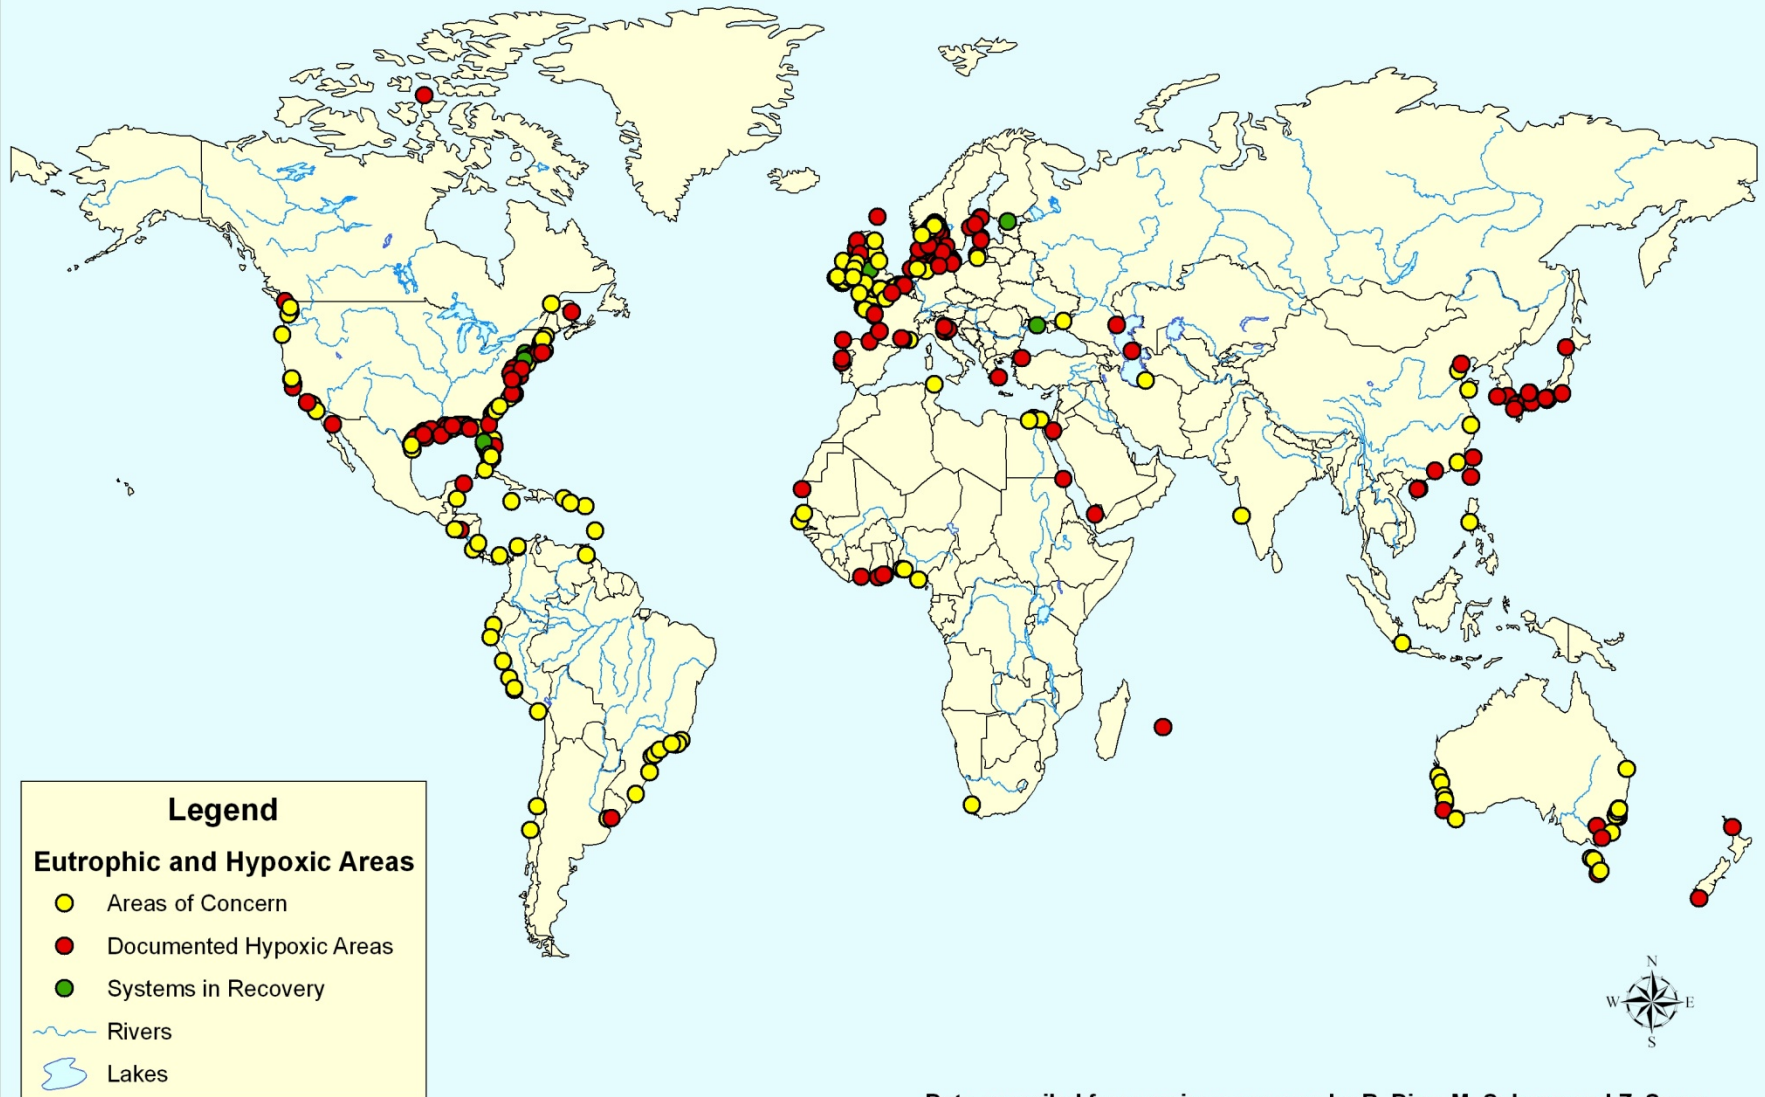 Legend
Eutrophic and Hypoxic Areas
Areas of Concern
Documented Hypoxic Areas
Systems in Recovery
Rivers
Lakes
N
W E
S